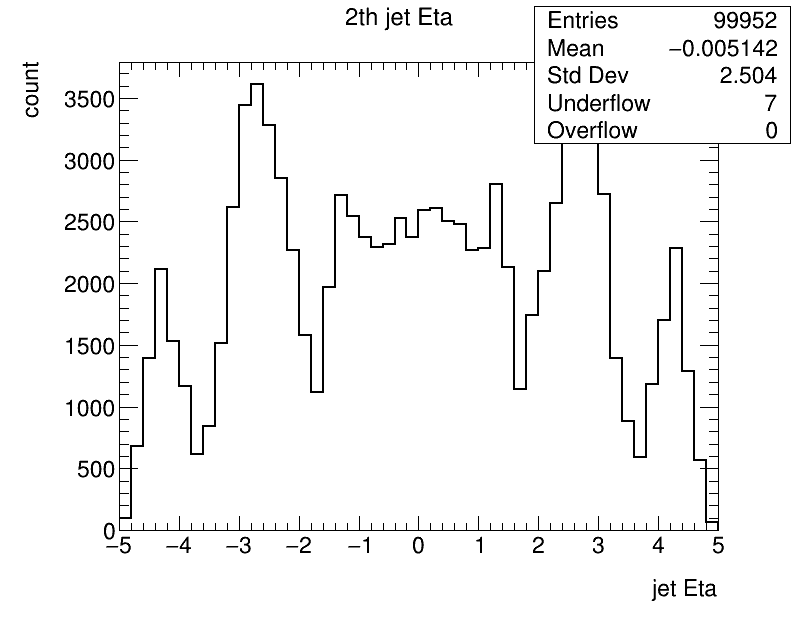 2th jet Eta
Entries 99952
Mean −0.005142
Std Dev 2.504
Underflow 7
Overflow 0
count
3500
3000
2500
2000
1500
1000
500
0
−5 −4 −3 −2 −1 0 1 2 3 4 5
jet Eta